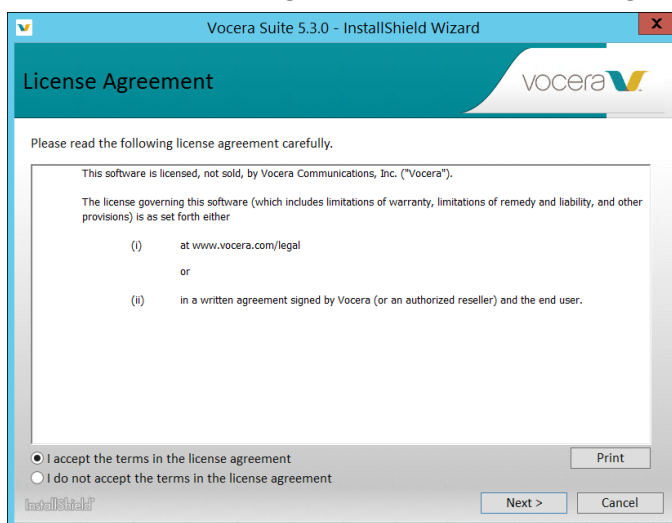 Vocera Suite 5.3.0 - InstallShield Wizard
X
License Agreement
vocera
Please read the following license agreement carefully.
This software is licensed, not sold, by Vocera Communications, Inc. ("Vocera").
The license governing this software (which includes limitations of warranty, limitations of remedy and liability, and other
provisions) is as set forth either
(i) at www.vocera.com/legal
or
(ii) in a written agreement signed by Vocera (or an authorized reseller) and the end user.
I accept the terms in the license agreement
Print
I do not accept the terms in the license agreement
InstallShield
Next >
Cancel